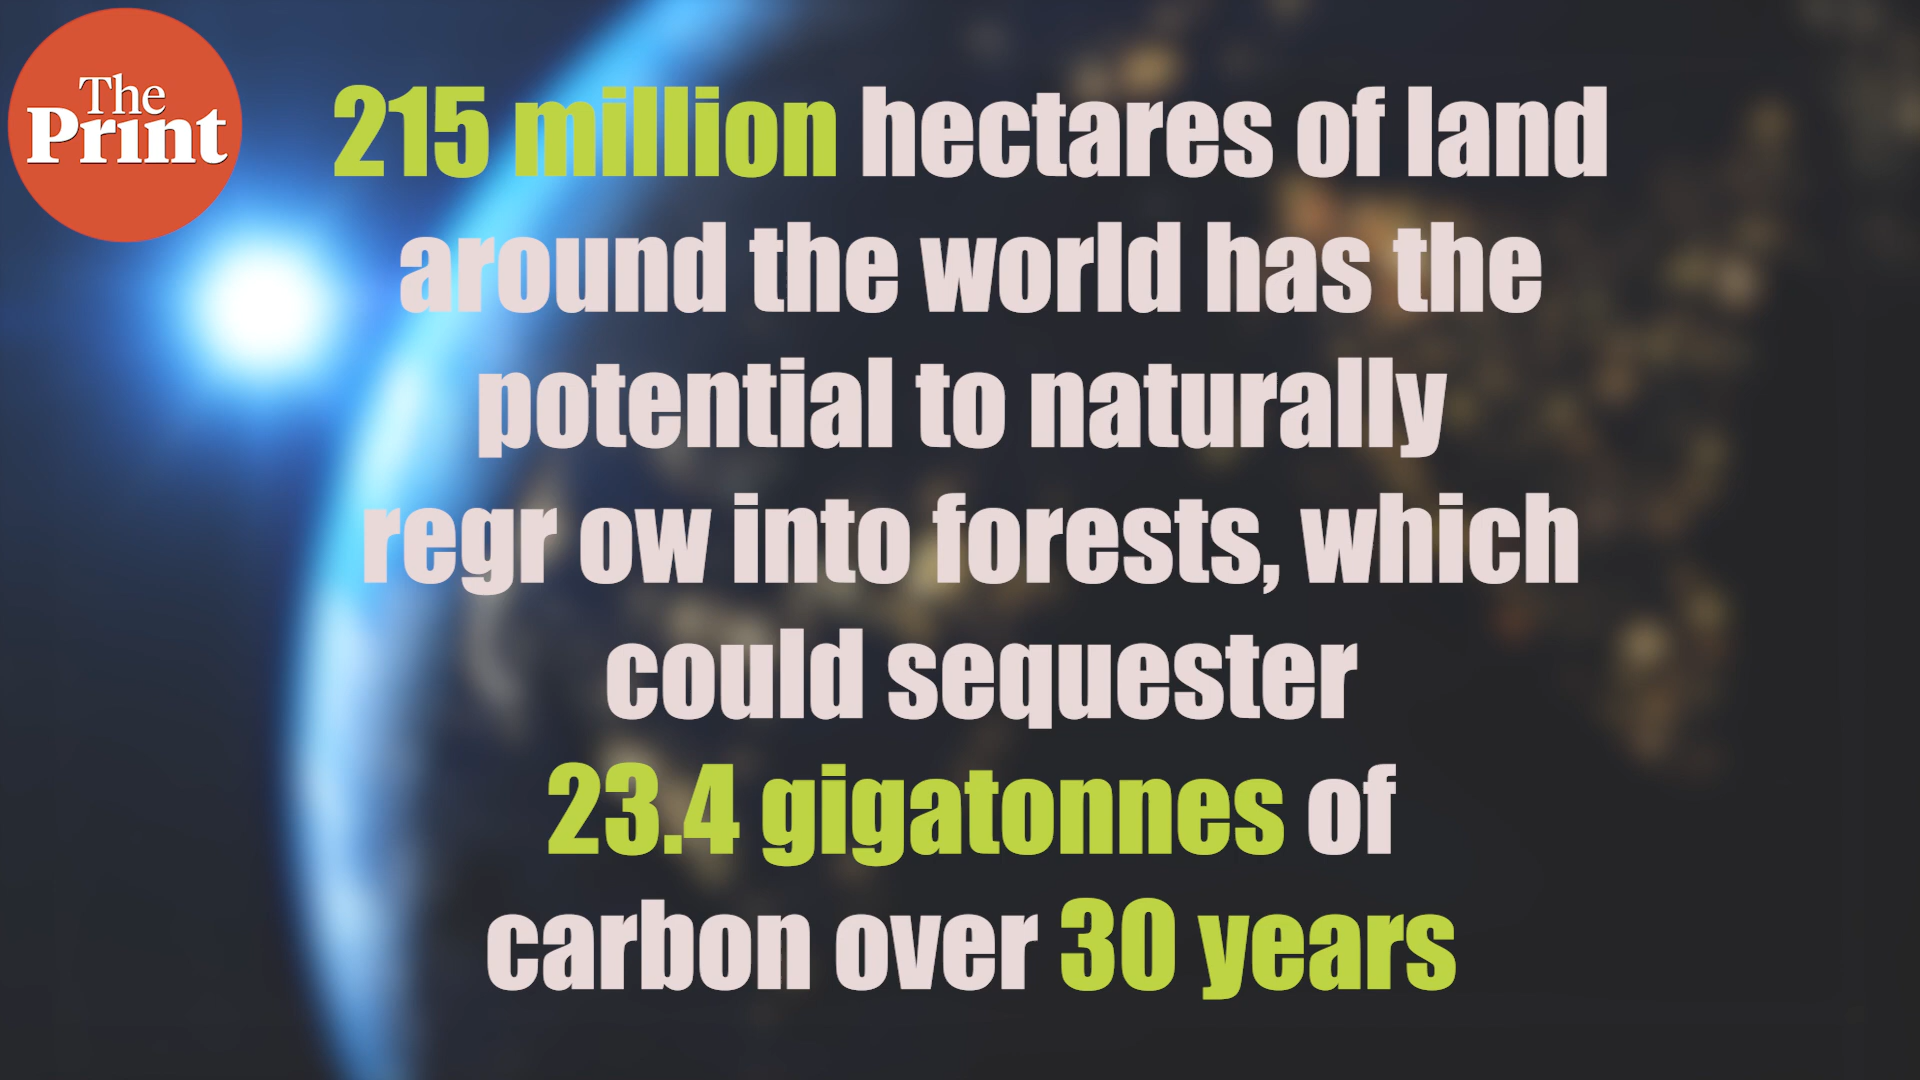 The
Print
215 million hectares of land
around the world has the
potential to naturally
regr ow into forests, which
could sequester
23.4 gigatonnes of
carbon over 30 years